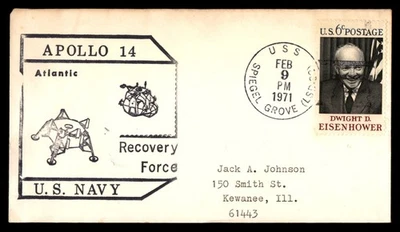 APOLLO 14
Atlantic
Recovery
Force
U.S. NAVY
USS
SPIEGEL GROVE
FEB
9
PM
1971
U.S. 6¢ POSTAGE
DWIGHT D.
EISENHOWER
Jack A. Johnson
150 Smith St.
Kewanee, Ill.
61443